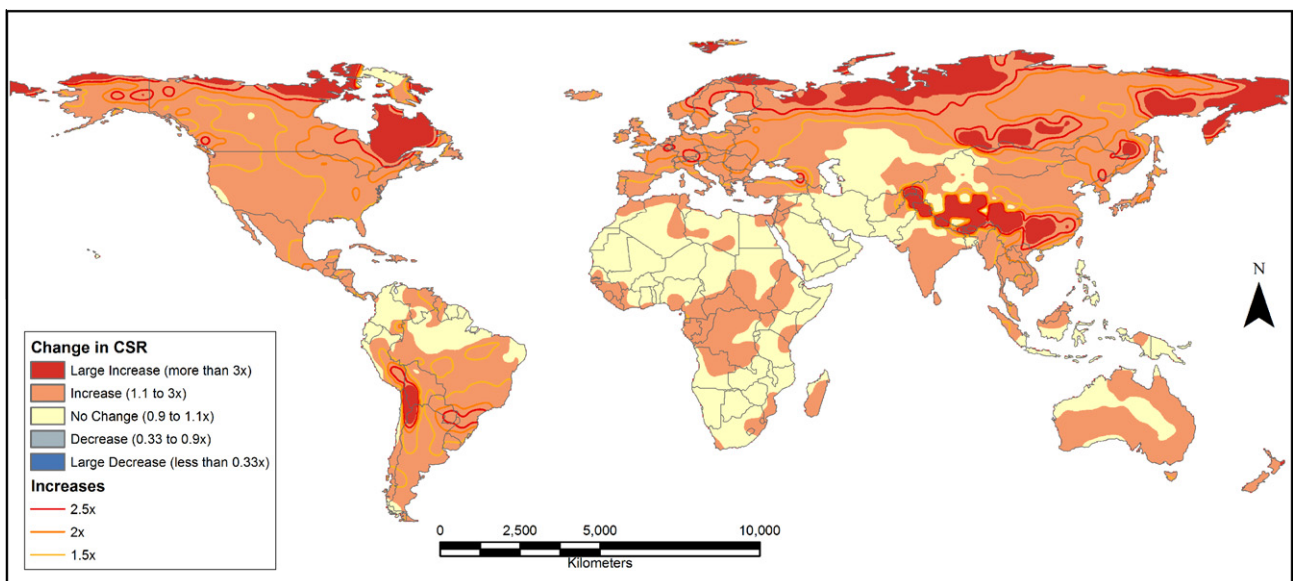 N
Change in CSR
Large Increase (more than 3x)
Increase (1.1 to 3x)
No Change (0.9 to 1.1x)
Decrease (0.33 to 0.9x)
Large Decrease (less than 0.33x)
Increases
2.5x
2x
1.5x
0 2,500 5,000 10,000
Kilometers